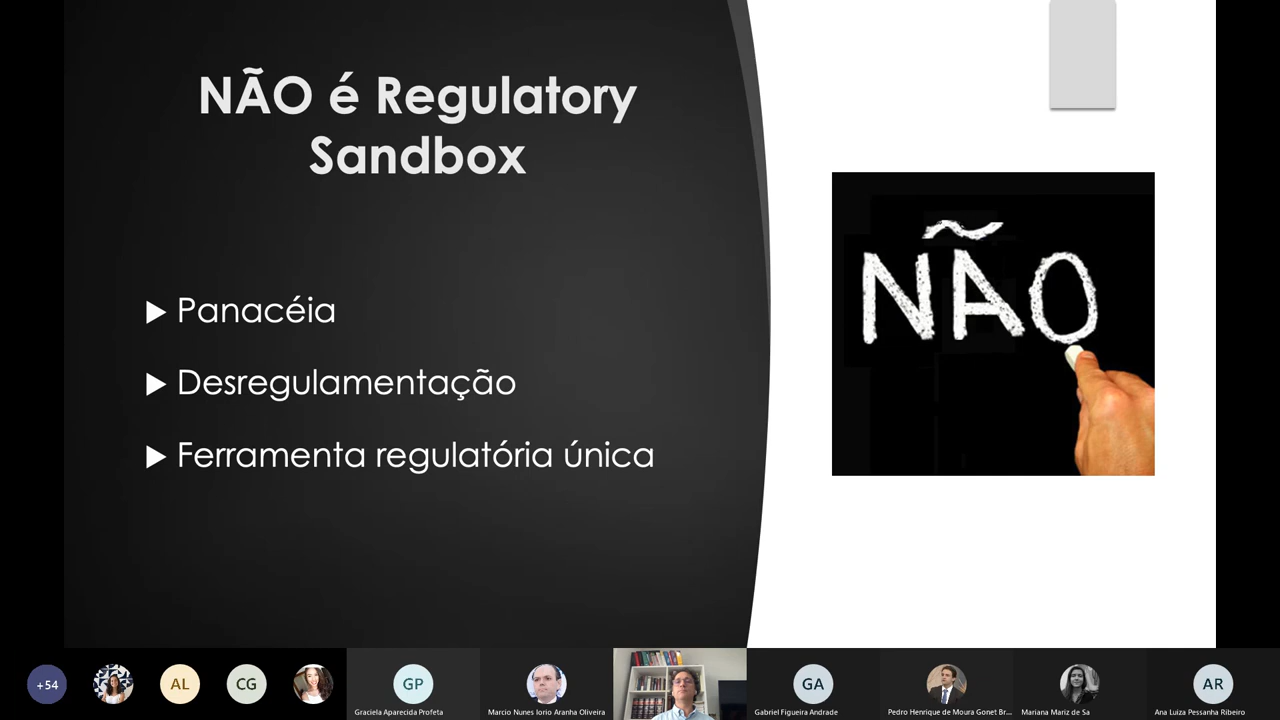 NÃO é Regulatory
Sandbox
Panacéia
Desregulamentação
Ferramenta regulatória única
NÃO
+54
AL
CG
GP
GA
AR
Graciela Aparecida Profeta
Marcio Nunes Iorio Aranha Oliveira
Gabriel Figueira Andrade
Pedro Henrique de Moura Gonet Br...
Mariana Mariz de Sa
Ana Luiza Pessanha Ribeiro